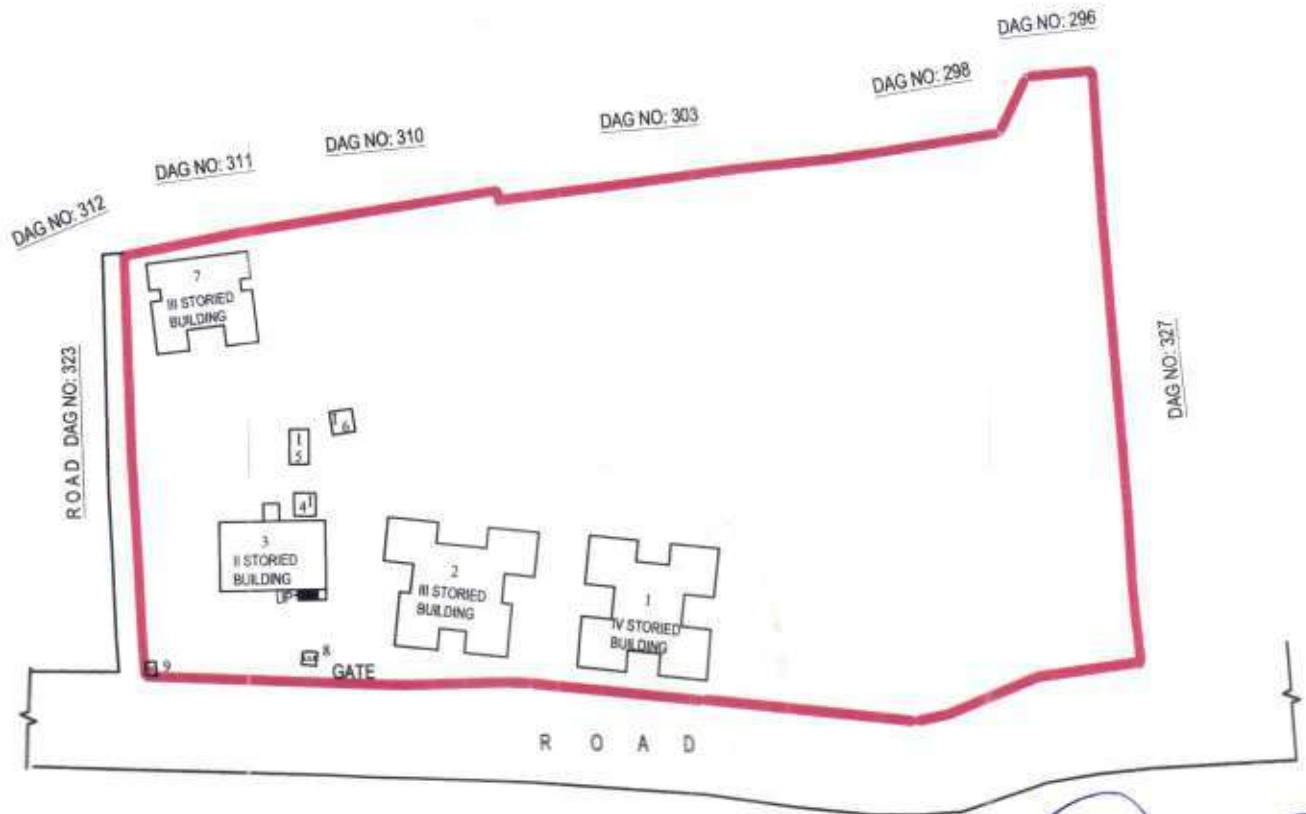 DAG NO: 296
DAG NO: 298
DAG NO: 303
DAG NO: 310
DAG NO: 311
DAG NO: 312
7
III STORIED
BUILDING
ROAD DAG NO: 323
DAG NO: 327
I 6
I
5
4 I
3
II STORIED
BUILDING
UP
2
III STORIED
BUILDING
1
IV STORIED
BUILDING
8
GATE
9
ROAD